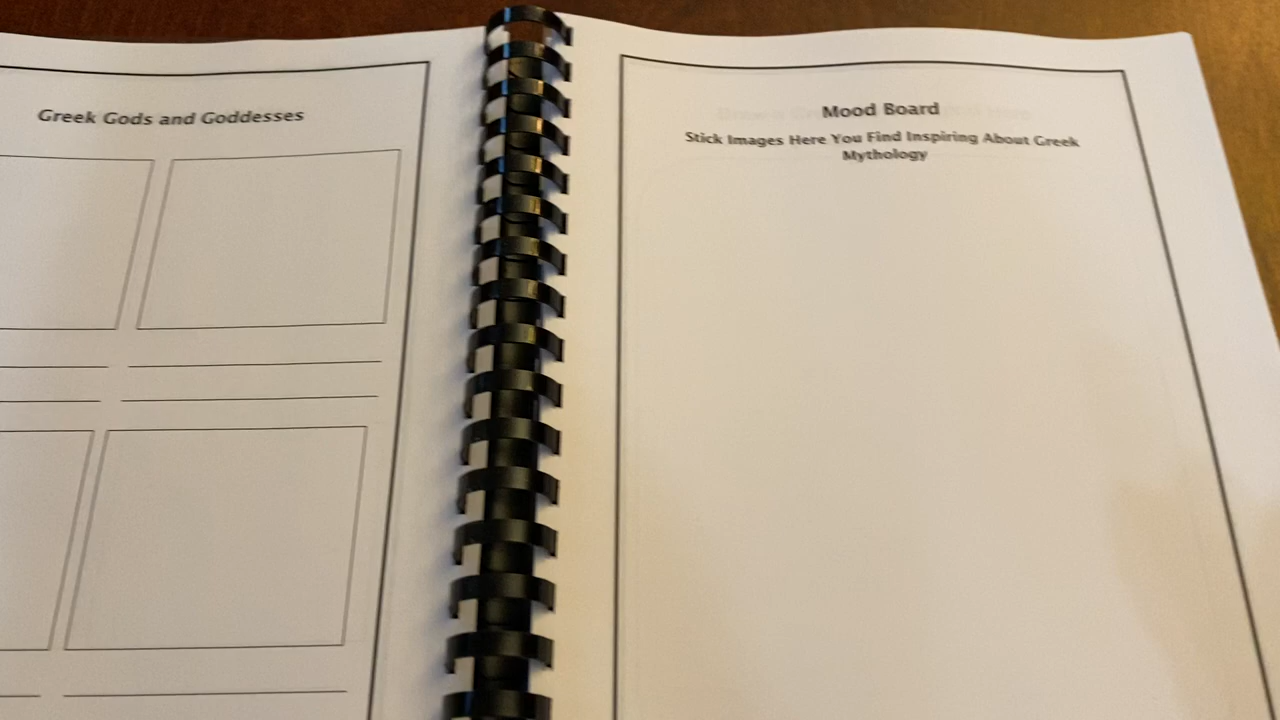 Greek Gods and Goddesses
Mood Board
Stick Images Here You Find Inspiring About Greek
Mythology